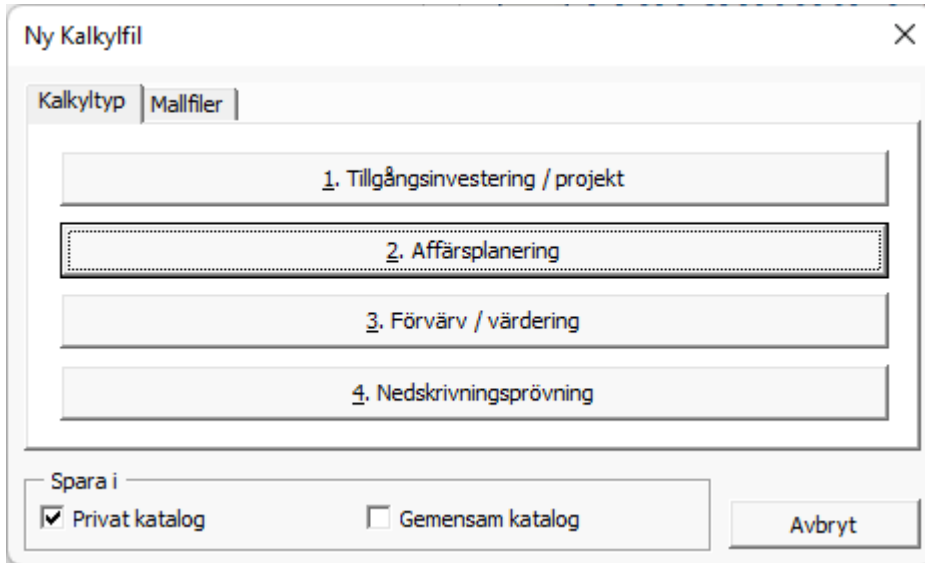 Ny Kalkylfil
Kalkyltyp Mallfiler
1. Tillgångsinvestering / projekt
2. Affärsplanering
3. Förvärv / värdering
4. Nedskrivningsprövning
Spara i
Privat katalog Gemensam katalog Avbryt